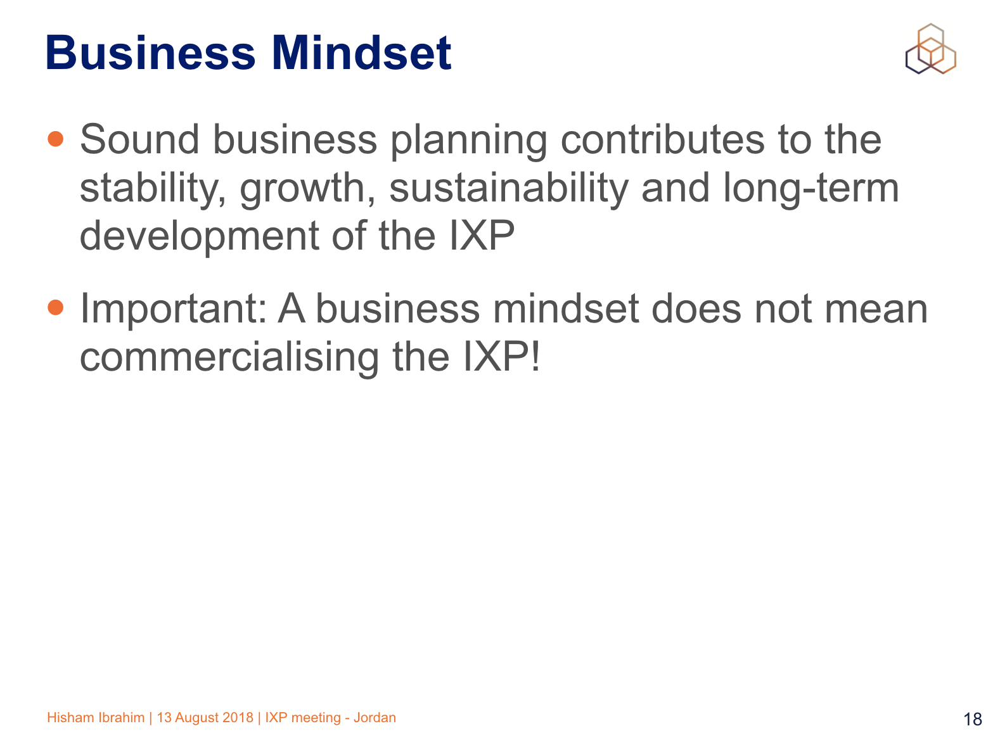 Business Mindset
• Sound business planning contributes to the
stability, growth, sustainability and long-term
development of the IXP
• Important: A business mindset does not mean
commercialising the IXP!
Hisham Ibrahim | 13 August 2018 | IXP meeting - Jordan
18